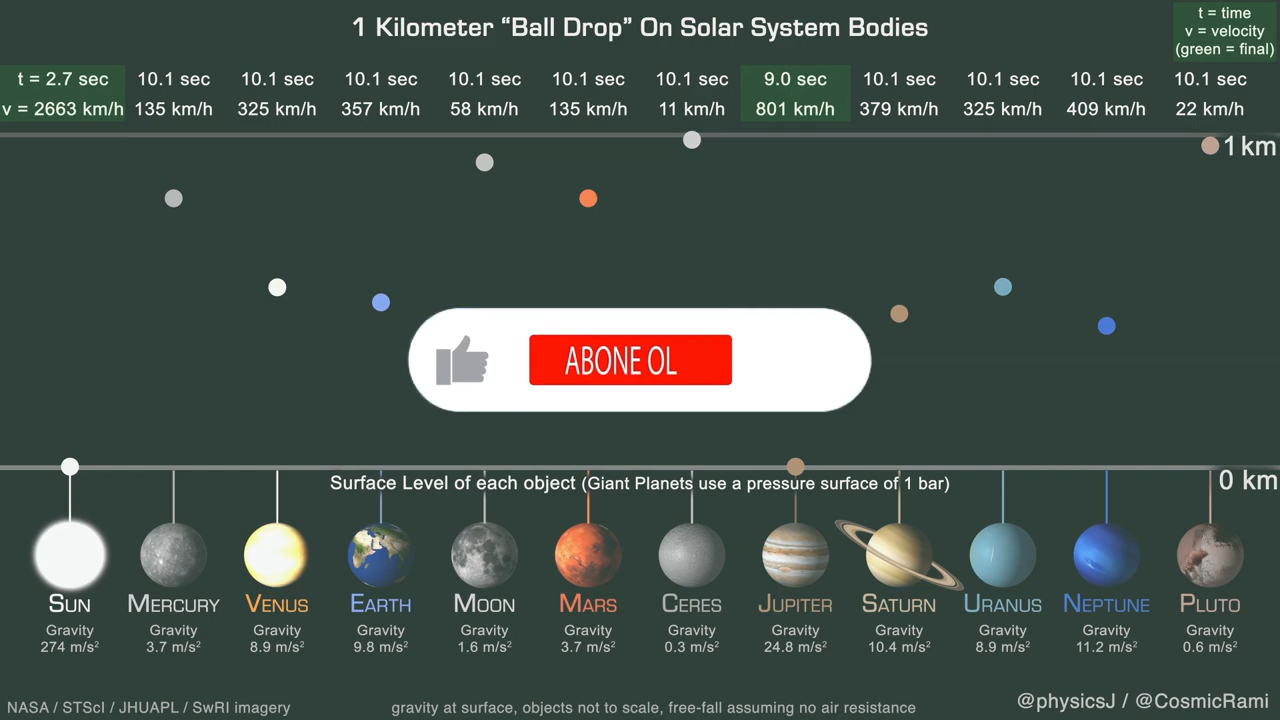 1 Kilometer “Ball Drop” On Solar System Bodies
t = time
v = velocity
(green = final)
t = 2.7 sec 10.1 sec 10.1 sec 10.1 sec 10.1 sec 10.1 sec 10.1 sec 9.0 sec 10.1 sec 10.1 sec 10.1 sec 10.1 sec
v = 2663 km/h 135 km/h 325 km/h 357 km/h 58 km/h 135 km/h 11 km/h 801 km/h 379 km/h 325 km/h 409 km/h 22 km/h
1 km
ABONE OL
0 km
Surface Level of each object (Giant Planets use a pressure surface of 1 bar)
SUN MERCURY VENUS EARTH MOON MARS CERES JUPITER SATURN URANUS NEPTUNE PLUTO
Gravity Gravity Gravity Gravity Gravity Gravity Gravity Gravity Gravity Gravity Gravity Gravity
274 m/s² 3.7 m/s² 8.9 m/s² 9.8 m/s² 1.6 m/s² 3.7 m/s² 0.3 m/s² 24.8 m/s² 10.4 m/s² 8.9 m/s² 11.2 m/s² 0.6 m/s²
NASA / STScI / JHUAPL / SwRI imagery
gravity at surface, objects not to scale, free-fall assuming no air resistance
@physicsJ / @CosmicRami